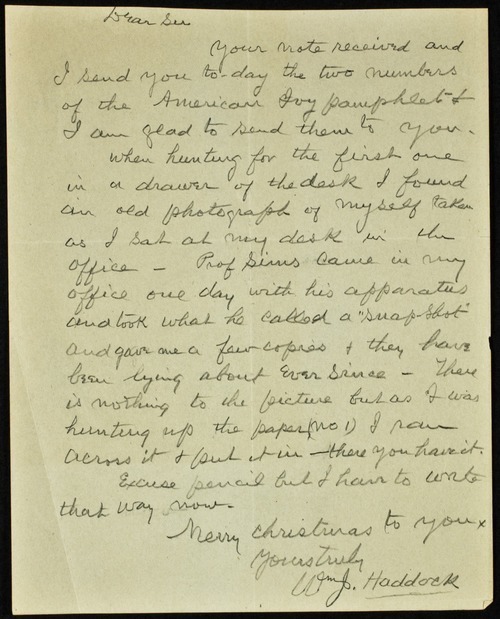 Dear Sir
Your note received and
I send you to-day the two numbers
of the American Ivy pamphlet &
I am glad to send them to you.
When hunting for the first one
in a drawer of the desk I found
an old photograph of myself taken
as I sat at my desk in the
office - Prof Sims came in my
office one day with his apparatus
and took what he called a "snap-shot"
and gave me a few copies & they have
been lying about ever since - There
is nothing to the picture but as I was
hunting up the paper (no 1) I ran
across it & put it in - there you have it.
Excuse pencil but I have to write
that way now.
Merry Christmas to you
Yours truly
Wm J. Haddock